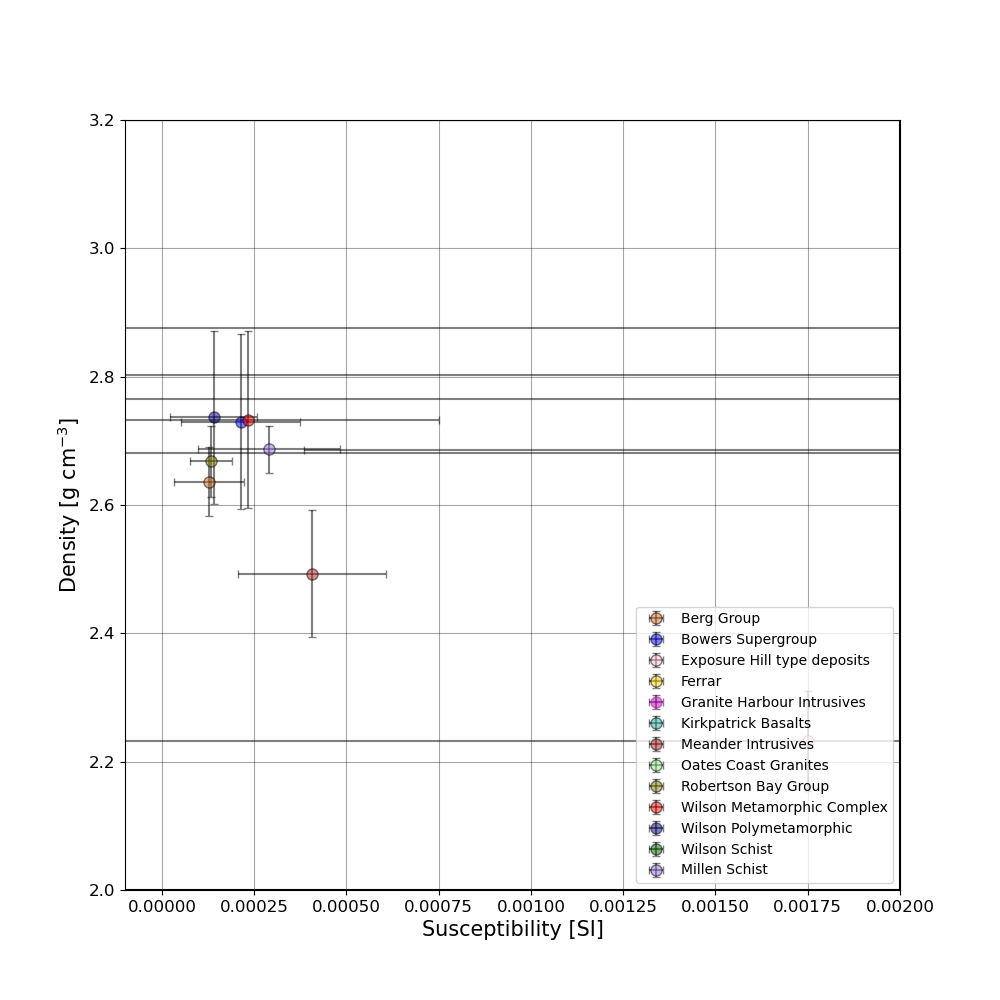 3.2
3.0
2.8
2.6
2.4
2.2
2.0
Density [g cm⁻³]
Berg Group
Bowers Supergroup
Exposure Hill type deposits
Ferrar
Granite Harbour Intrusives
Kirkpatrick Basalts
Meander Intrusives
Oates Coast Granites
Robertson Bay Group
Wilson Metamorphic Complex
Wilson Polymetamorphic
Wilson Schist
Millen Schist
0.00000 0.00025 0.00050 0.00075 0.00100 0.00125 0.00150 0.00175 0.00200
Susceptibility [SI]